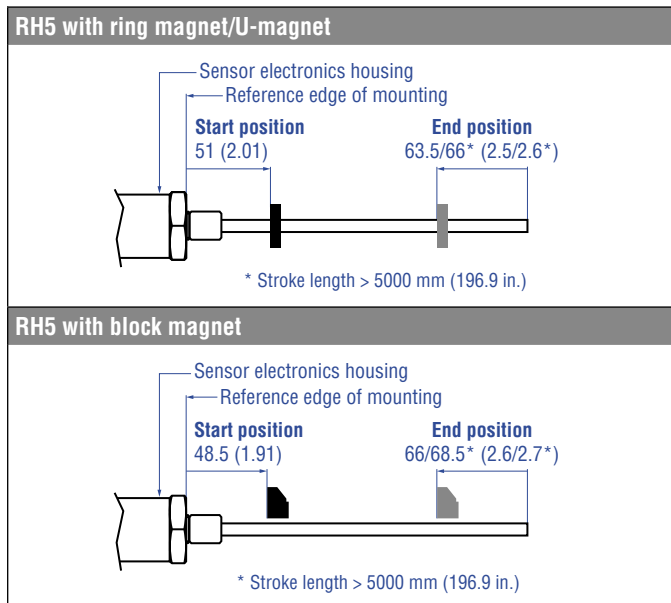 RH5 with ring magnet/U-magnet
Sensor electronics housing
Reference edge of mounting
Start position
51 (2.01)
End position
63.5/66* (2.5/2.6*)
* Stroke length > 5000 mm (196.9 in.)
RH5 with block magnet
Sensor electronics housing
Reference edge of mounting
Start position
48.5 (1.91)
End position
66/68.5* (2.6/2.7*)
* Stroke length > 5000 mm (196.9 in.)